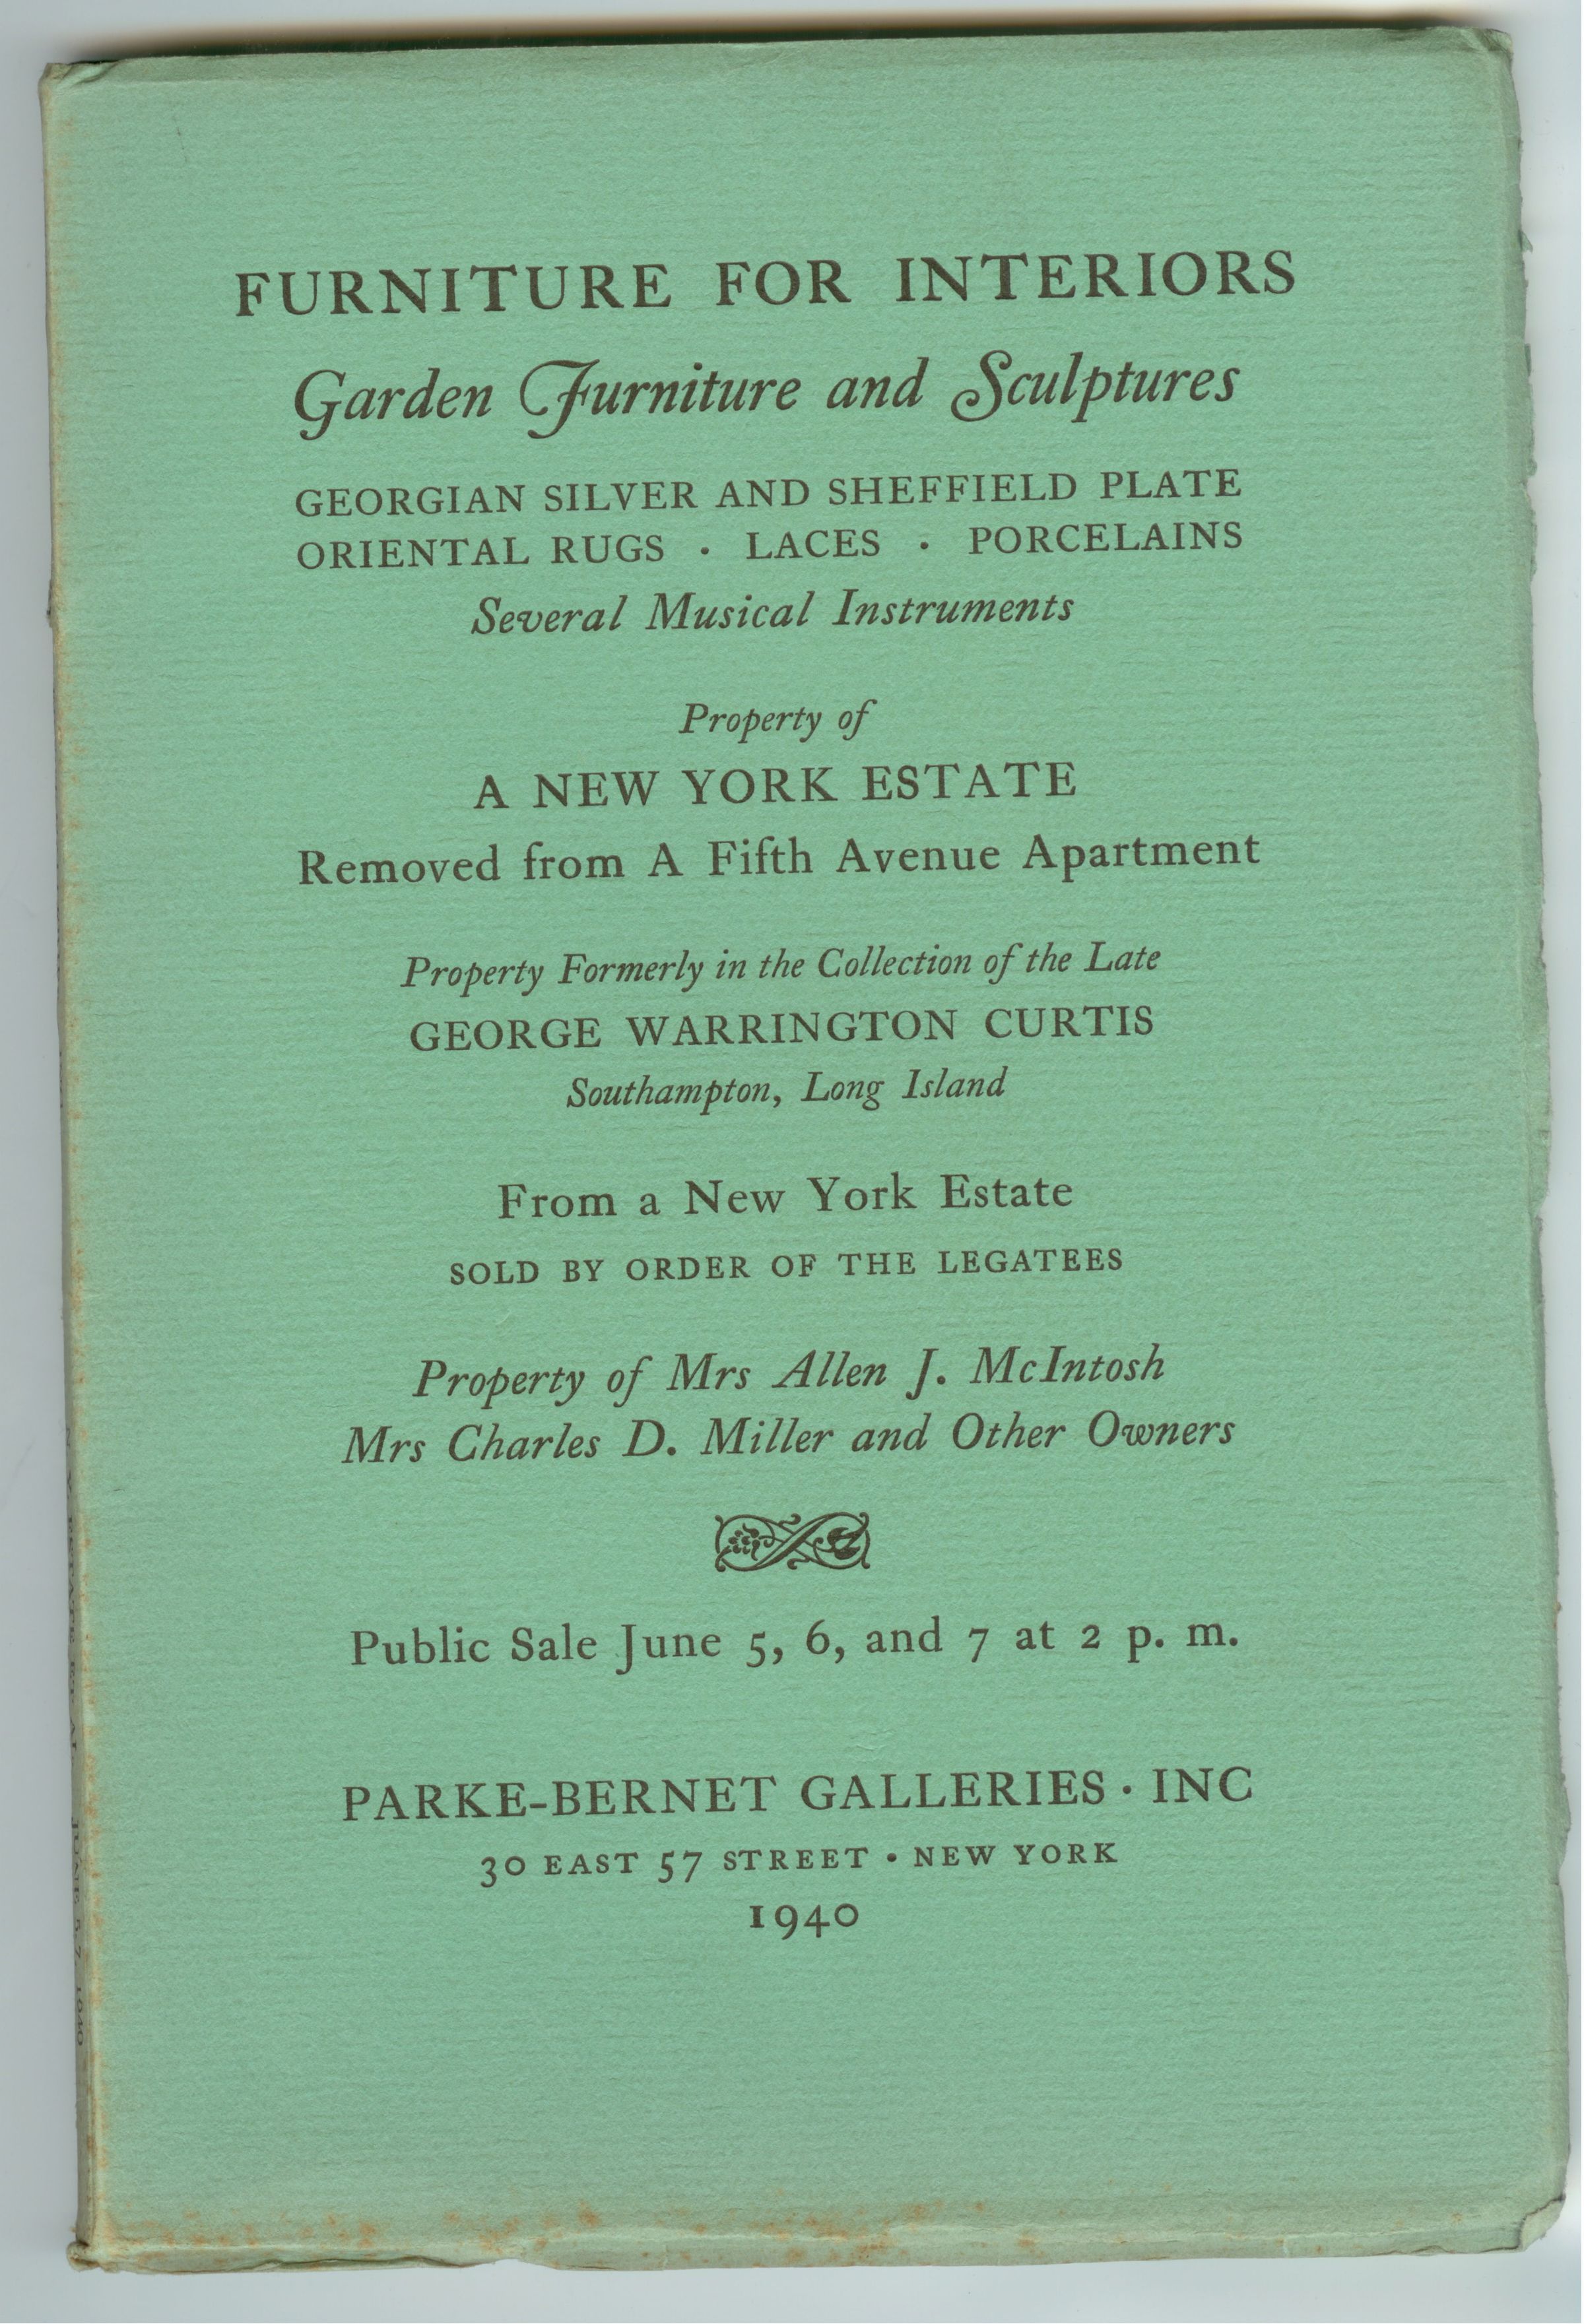 FURNITURE FOR INTERIORS
Garden Furniture and Sculptures
GEORGIAN SILVER AND SHEFFIELD PLATE
ORIENTAL RUGS · LACES · PORCELAINS
Several Musical Instruments
Property of
A NEW YORK ESTATE
Removed from A Fifth Avenue Apartment
Property Formerly in the Collection of the Late
GEORGE WARRINGTON CURTIS
Southampton, Long Island
From a New York Estate
SOLD BY ORDER OF THE LEGATEES
Property of Mrs Allen J. McIntosh
Mrs Charles D. Miller and Other Owners
Public Sale June 5, 6, and 7 at 2 p. m.
PARKE-BERNET GALLERIES · INC
30 EAST 57 STREET · NEW YORK
1940